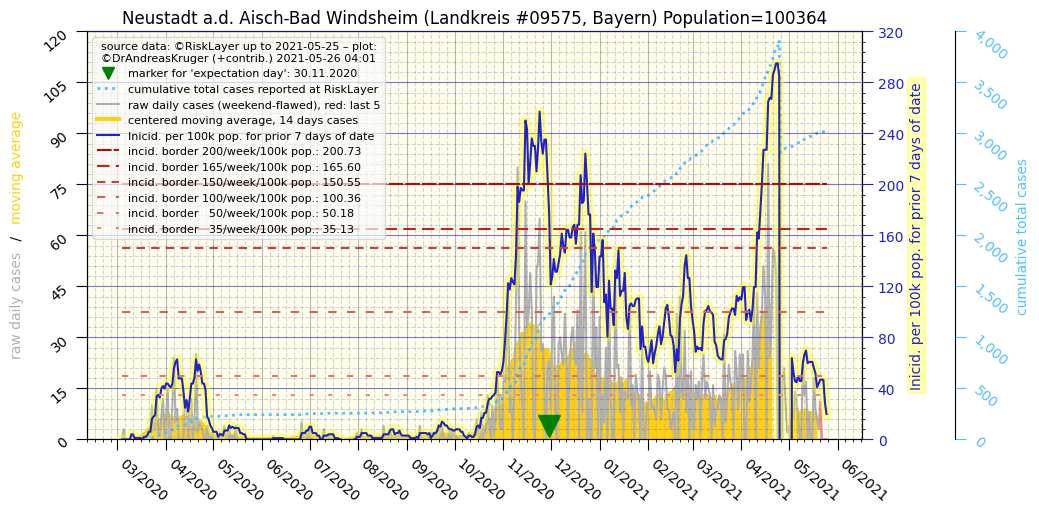 Neustadt a.d. Aisch-Bad Windsheim (Landkreis #09575, Bayern) Population=100364
source data: ©RiskLayer up to 2021-05-25 – plot:
©DrAndreasKruger (+contrib.) 2021-05-26 04:01
marker for 'expectation day': 30.11.2020
cumulative total cases reported at RiskLayer
raw daily cases (weekend-flawed), red: last 5
centered moving average, 14 days cases
Inicid. per 100k pop. for prior 7 days of date
incid. border 200/week/100k pop.: 200.73
incid. border 165/week/100k pop.: 165.60
incid. border 150/week/100k pop.: 150.55
incid. border 100/week/100k pop.: 100.36
incid. border   50/week/100k pop.: 50.18
incid. border   35/week/100k pop.: 35.13
raw daily cases  /  moving average
120
105
90
75
60
45
30
15
0
320
280
240
200
160
120
80
40
0
Inicid. per 100k pop. for prior 7 days of date
4,000
3,500
3,000
2,500
2,000
1,500
1,000
500
0
cumulative total cases
03/2020
04/2020
05/2020
06/2020
07/2020
08/2020
09/2020
10/2020
11/2020
12/2020
01/2021
02/2021
03/2021
04/2021
05/2021
06/2021